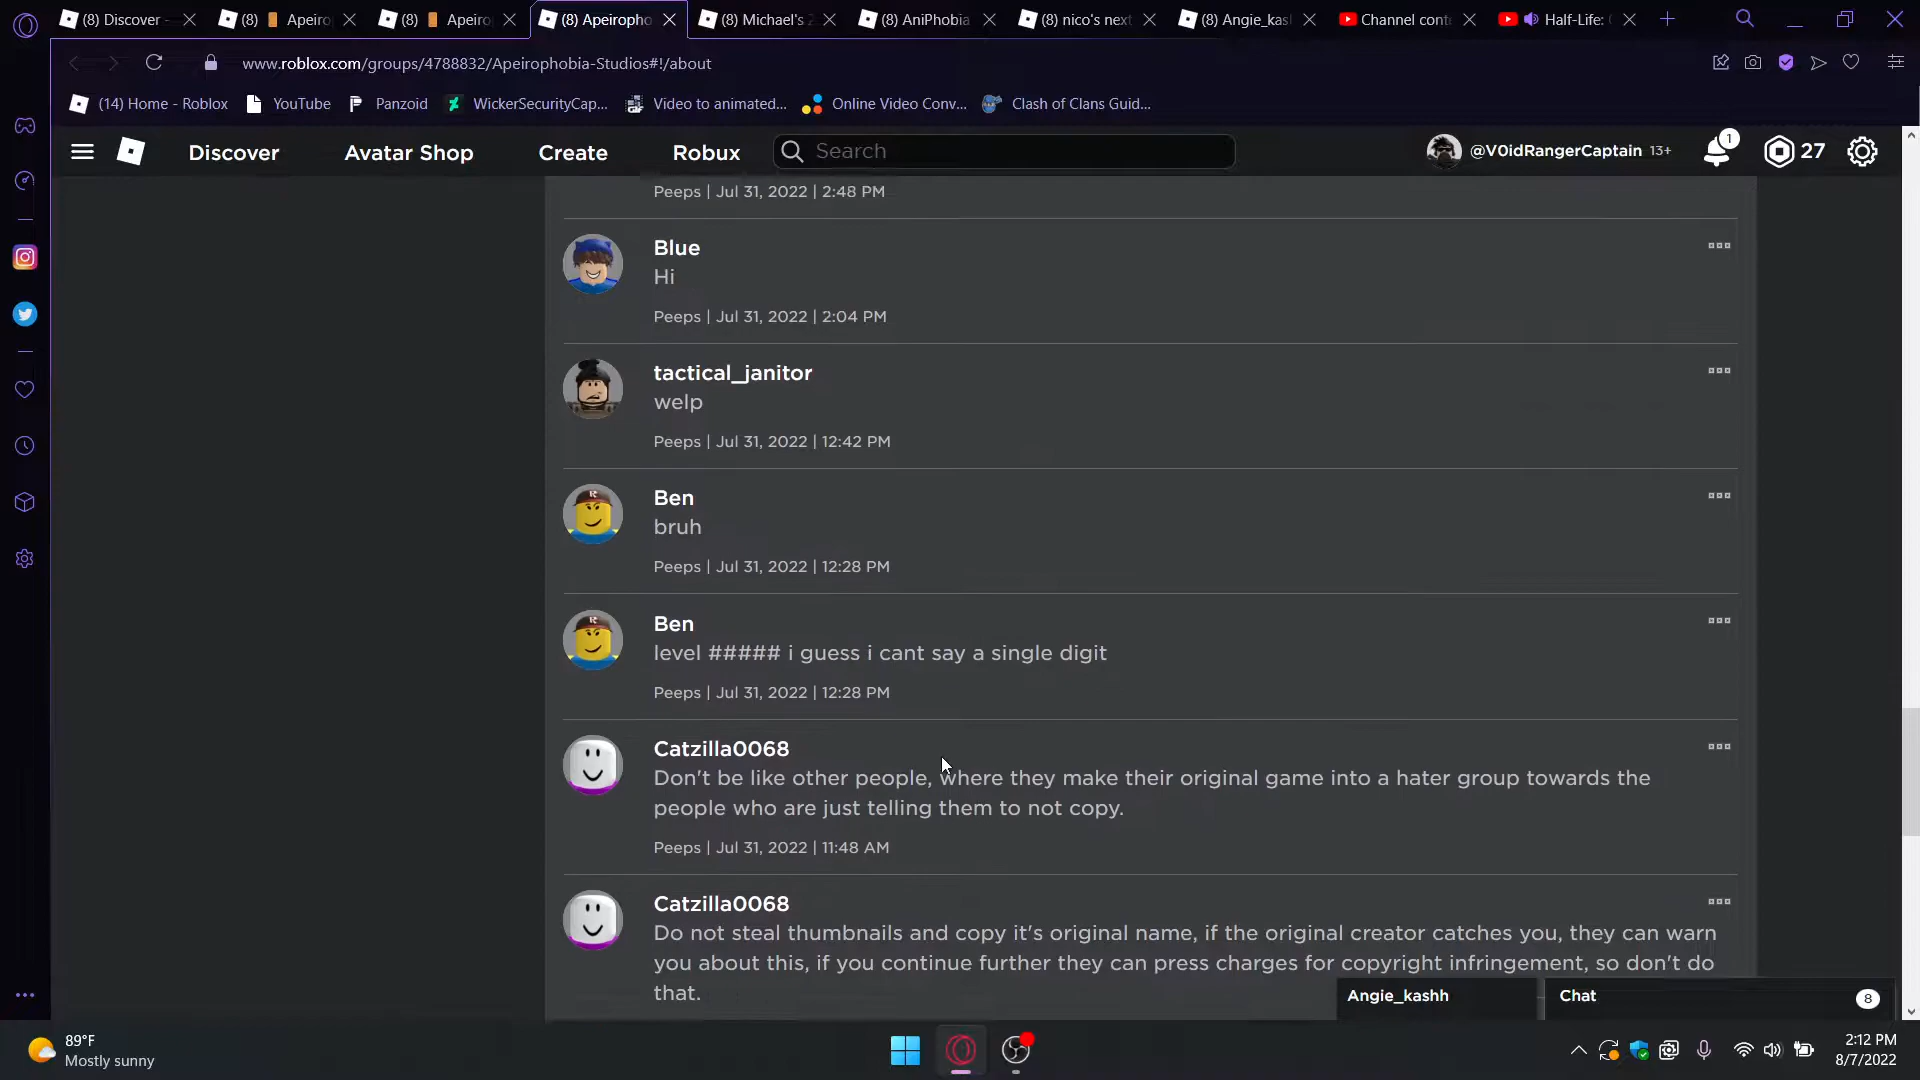 (8) Discover -
(8) Apeiro
(8) Apeiro
(8) Apeiropho
(8) Michael's
(8) AniPhobia
(8) nico's next
(8) Angie_kas
Channel cont
Half-Life:
www.roblox.com/groups/4788832/Apeirophobia-Studios#!/about
(14) Home - Roblox
YouTube
Panzoid
WickerSecurityCap...
Video to animated...
Online Video Conv...
Clash of Clans Guid...
Discover
Avatar Shop
Create
Robux
Search
@V0idRangerCaptain 13+
1
27
Peeps | Jul 31, 2022 | 2:48 PM
Blue
Hi
Peeps | Jul 31, 2022 | 2:04 PM
tactical_janitor
welp
Peeps | Jul 31, 2022 | 12:42 PM
Ben
bruh
Peeps | Jul 31, 2022 | 12:28 PM
Ben
level ##### i guess i cant say a single digit
Peeps | Jul 31, 2022 | 12:28 PM
Catzilla0068
Don't be like other people, where they make their original game into a hater group towards the
people who are just telling them to not copy.
Peeps | Jul 31, 2022 | 11:48 AM
Catzilla0068
Do not steal thumbnails and copy it's original name, if the original creator catches you, they can warn
you about this, if you continue further they can press charges for copyright infringement, so don't do
that.
Angie_kashh
Chat
8
89°F
Mostly sunny
2:12 PM
8/7/2022